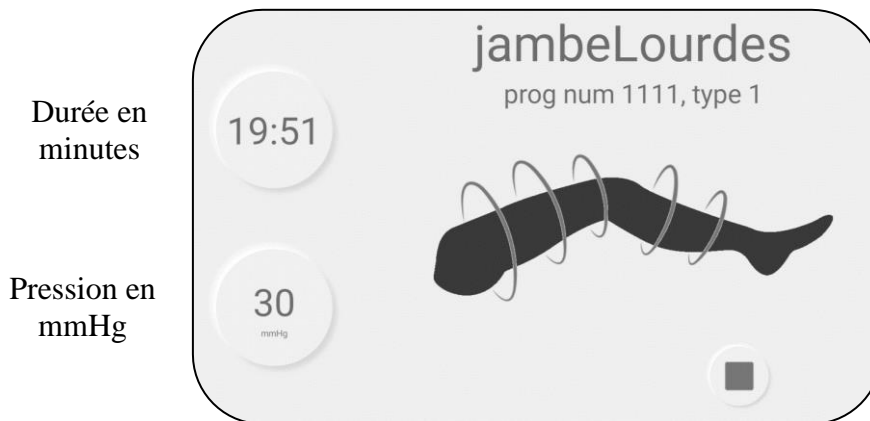 Durée en
minutes
19:51
Pression en
mmHg
30
mmHg
jambeLourdes
prog num 1111, type 1